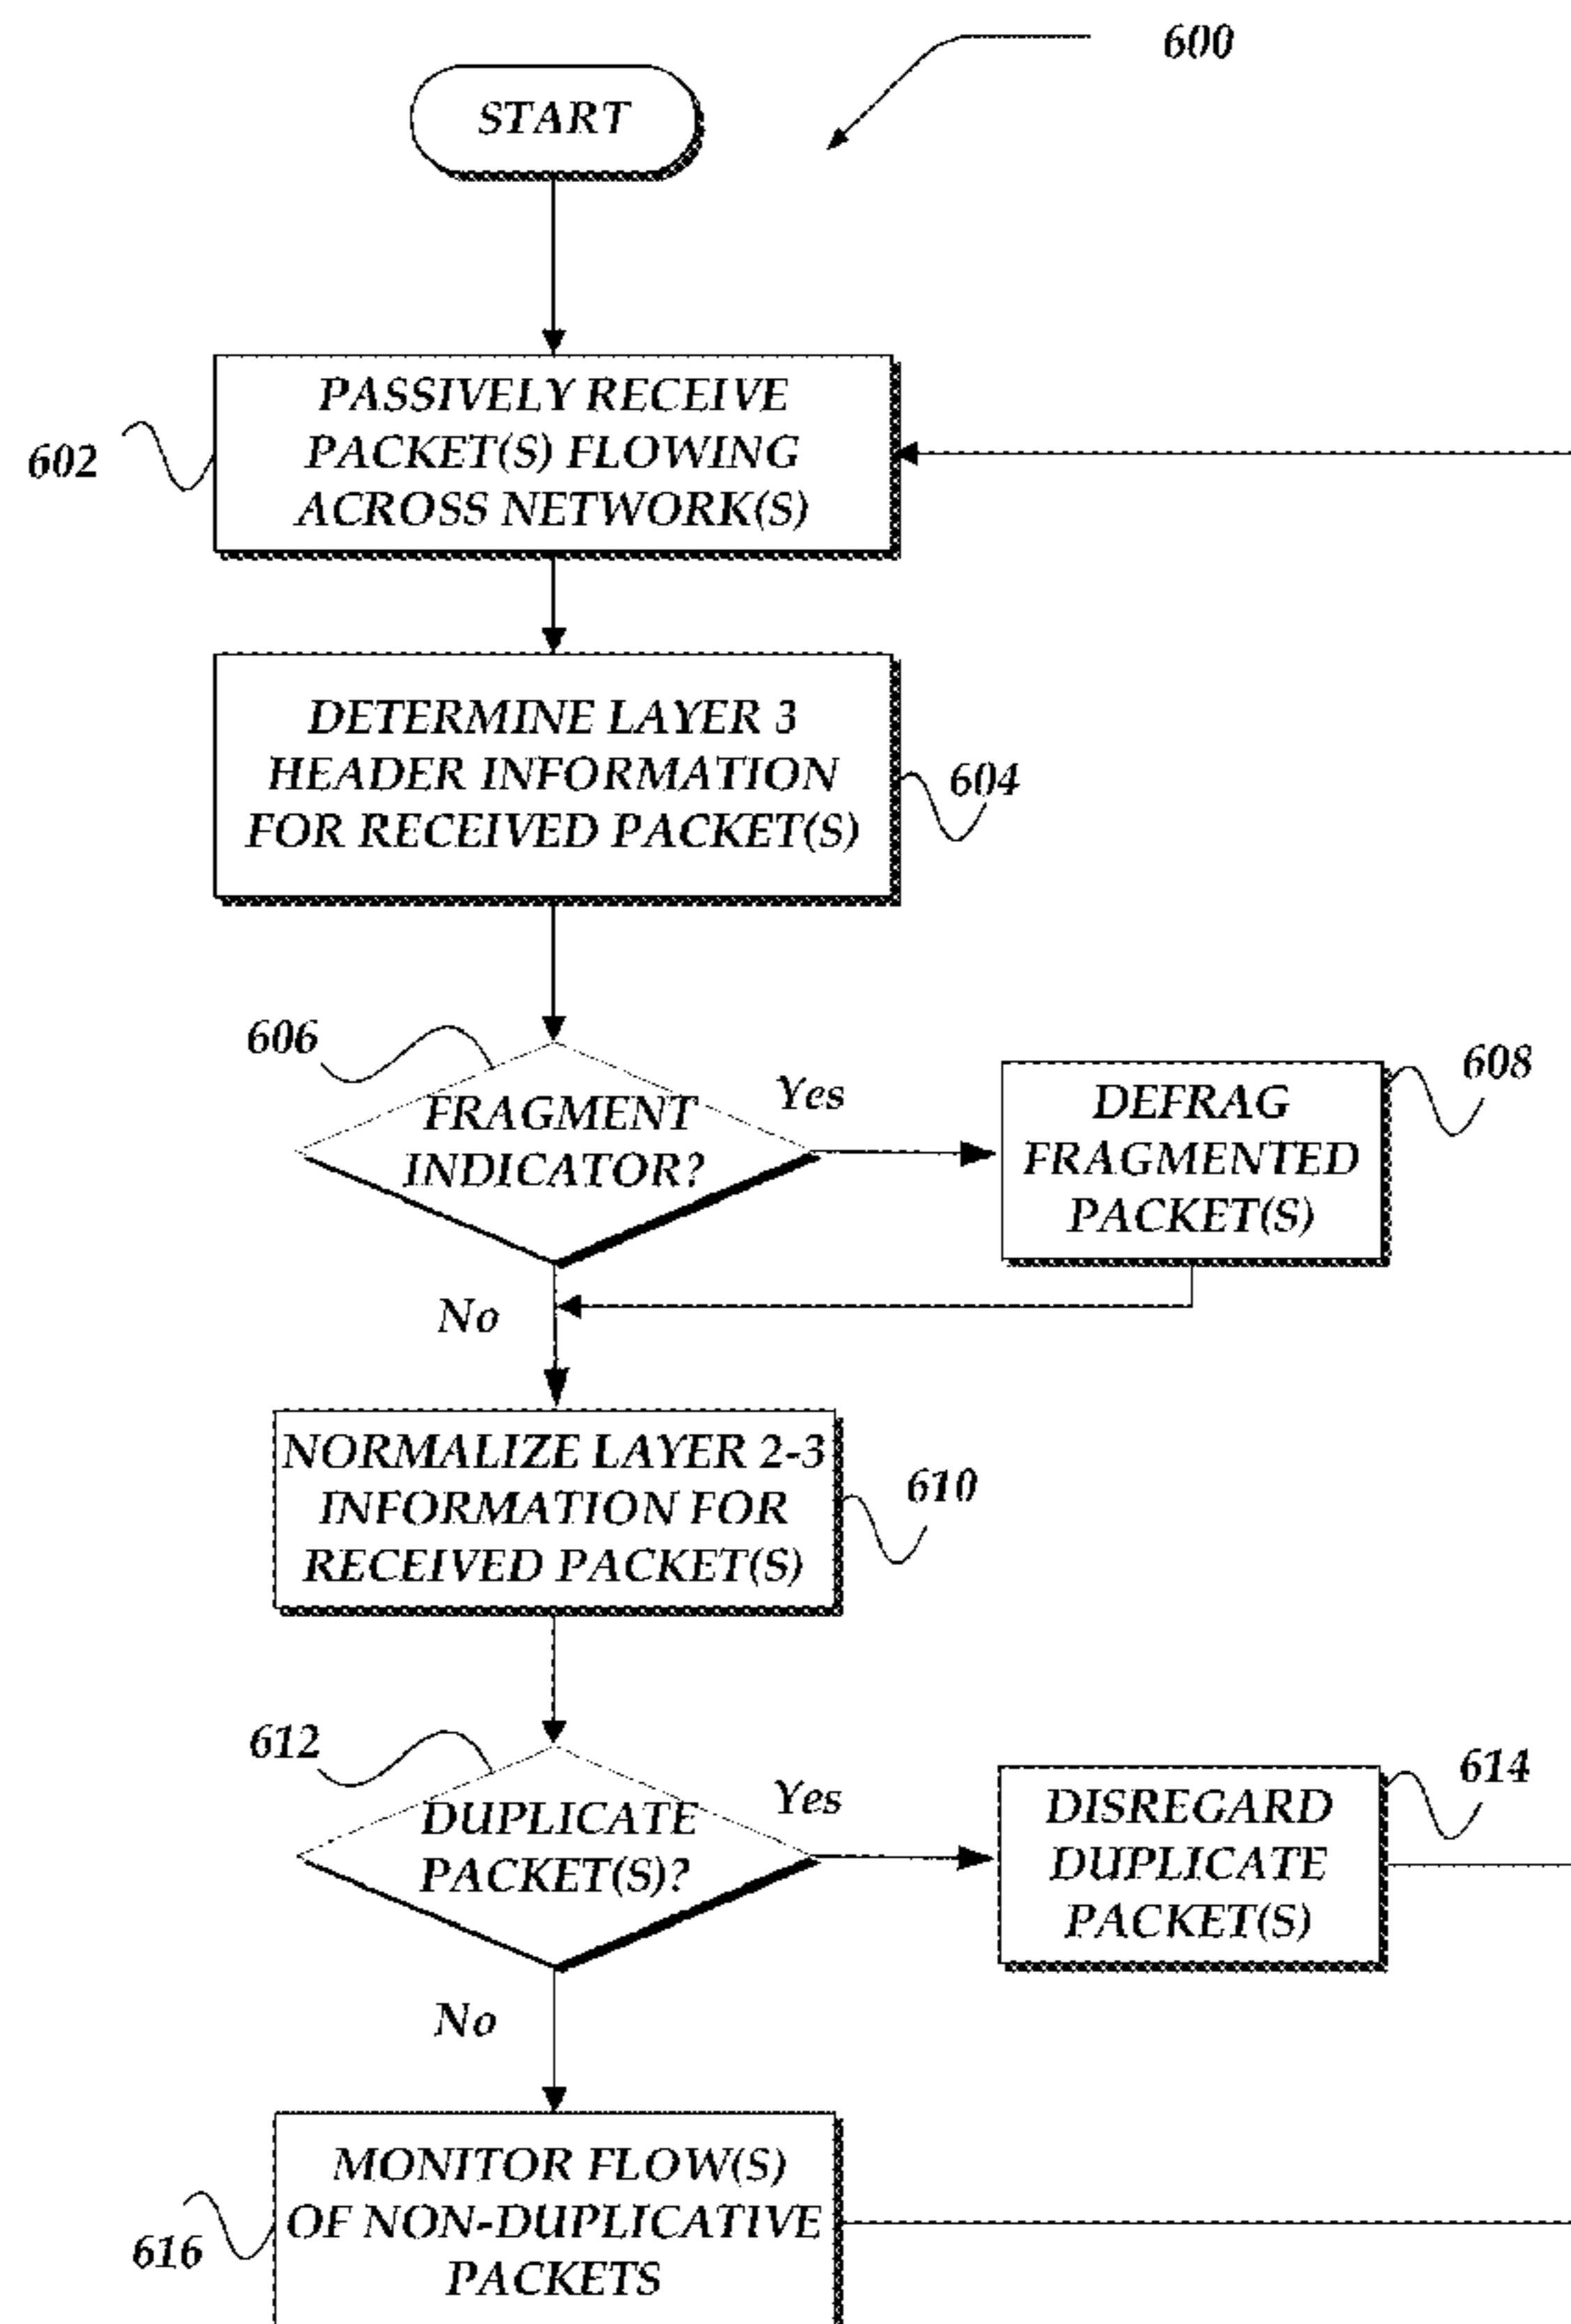 600
START
PASSIVELY RECEIVE
PACKET(S) FLOWING
ACROSS NETWORK(S)
602
DETERMINE LAYER 3
HEADER INFORMATION
FOR RECEIVED PACKET(S)
604
606
FRAGMENT
INDICATOR?
Yes
608
DEFRAG
FRAGMENTED
PACKET(S)
No
NORMALIZE LAYER 2-3
INFORMATION FOR
RECEIVED PACKET(S)
610
612
DUPLICATE
PACKET(S)?
Yes
614
DISREGARD
DUPLICATE
PACKET(S)
No
MONITOR FLOW(S)
OF NON-DUPLICATIVE
PACKETS
616